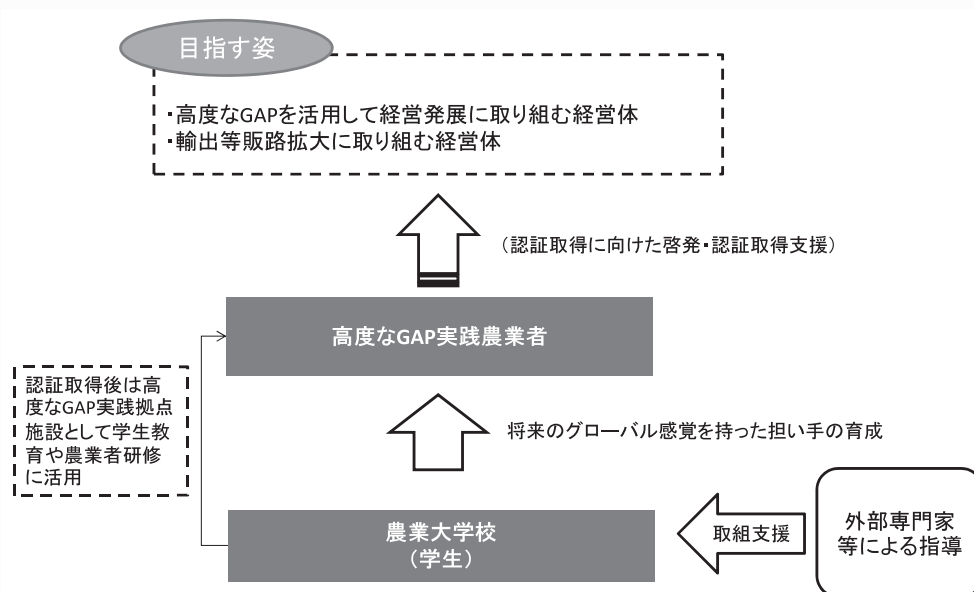 目指す姿
・高度なGAPを活用して経営発展に取り組む経営体
・輸出等販路拡大に取り組む経営体
(認証取得に向けた啓発・認証取得支援)
高度なGAP実践農業者
認証取得後は高
度なGAP実践拠点
施設として学生教
育や農業者研修
に活用
将来のグローバル感覚を持った担い手の育成
農業大学校
(学生)
取組支援
外部専門家
等による指導